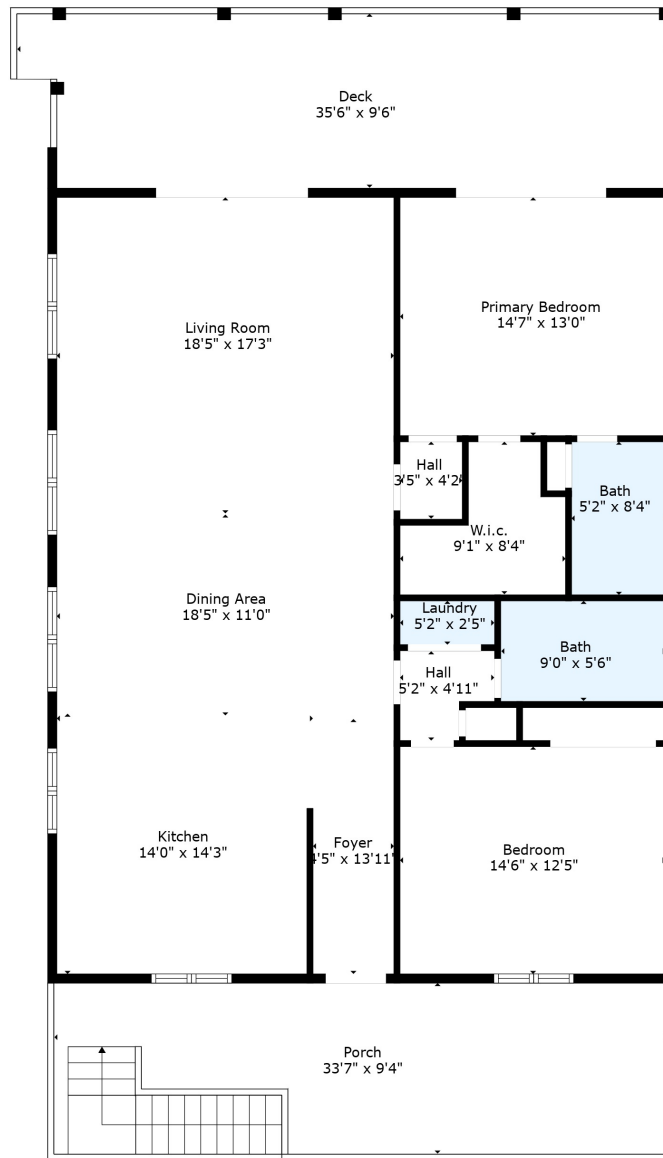 Deck
35'6" x 9'6"
Living Room
18'5" x 17'3"
Primary Bedroom
14'7" x 13'0"
Hall
3'5" x 4'2"
Bath
5'2" x 8'4"
W.i.c.
9'1" x 8'4"
Dining Area
18'5" x 11'0"
Laundry
5'2" x 2'5"
Bath
9'0" x 5'6"
Hall
5'2" x 4'11"
Kitchen
14'0" x 14'3"
Foyer
4'5" x 13'11"
Bedroom
14'6" x 12'5"
Porch
33'7" x 9'4"